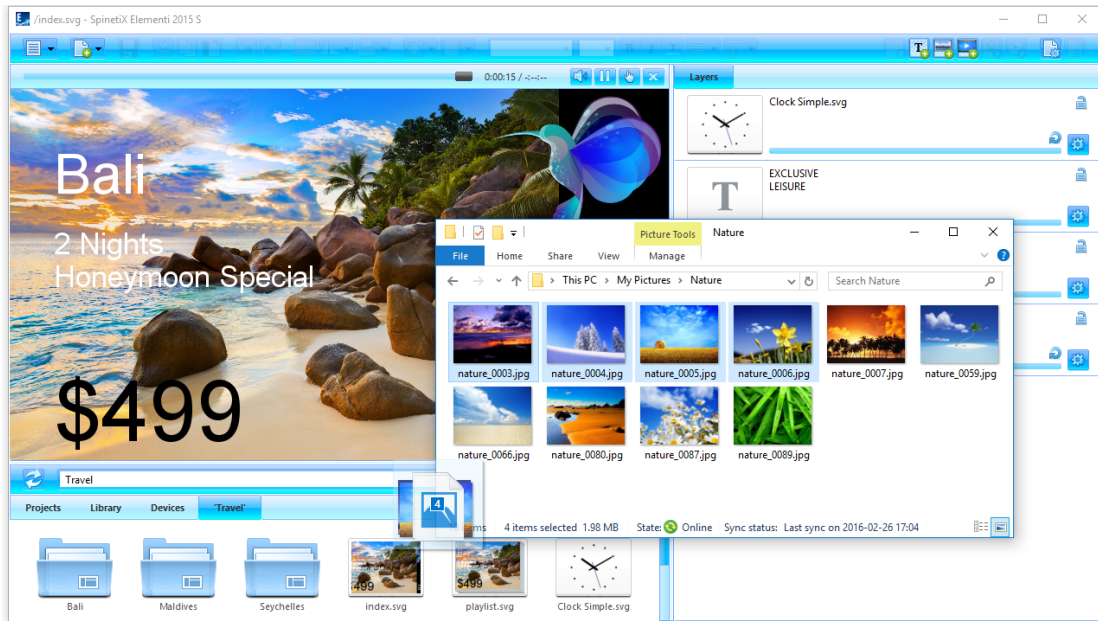 /index.svg - SpinetiX Elementi 2015 S
0:00:15 / -:--:--
Layers
Clock Simple.svg
EXCLUSIVE
LEISURE
T
Bali
2 Nights
Honeymoon Special
$499
Picture Tools
Nature
File Home Share View Manage
This PC > My Pictures > Nature
Search Nature
nature_0003.jpg nature_0004.jpg nature_0005.jpg nature_0006.jpg nature_0007.jpg nature_0059.jpg
nature_0066.jpg nature_0080.jpg nature_0087.jpg nature_0089.jpg
4 items selected 1.98 MB State: Online Sync status: Last sync on 2016-02-26 17:04
4
Travel
Projects Library Devices 'Travel'
Bali Maldives Seychelles index.svg playlist.svg Clock Simple.svg